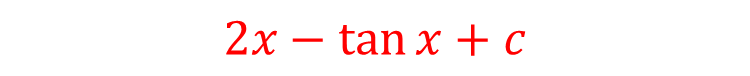 2x − tan x + c